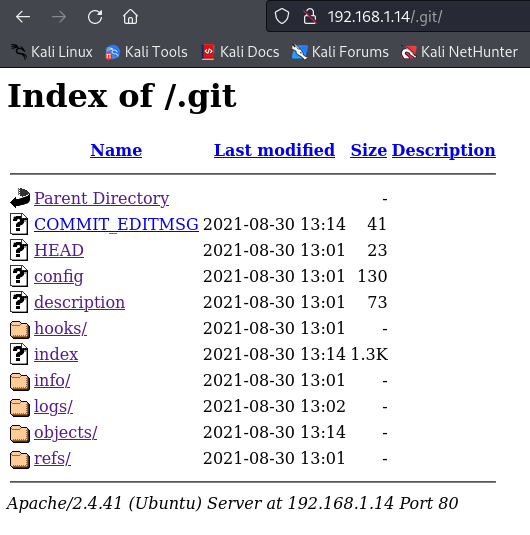 192.168.1.14/.git/
Kali Linux Kali Tools Kali Docs Kali Forums Kali NetHunter
Index of /.git
Name Last modified Size Description
Parent Directory -
COMMIT_EDITMSG 2021-08-30 13:14 41
HEAD 2021-08-30 13:01 23
config 2021-08-30 13:01 130
description 2021-08-30 13:01 73
hooks/ 2021-08-30 13:01 -
index 2021-08-30 13:14 1.3K
info/ 2021-08-30 13:01 -
logs/ 2021-08-30 13:02 -
objects/ 2021-08-30 13:14 -
refs/ 2021-08-30 13:01 -
Apache/2.4.41 (Ubuntu) Server at 192.168.1.14 Port 80